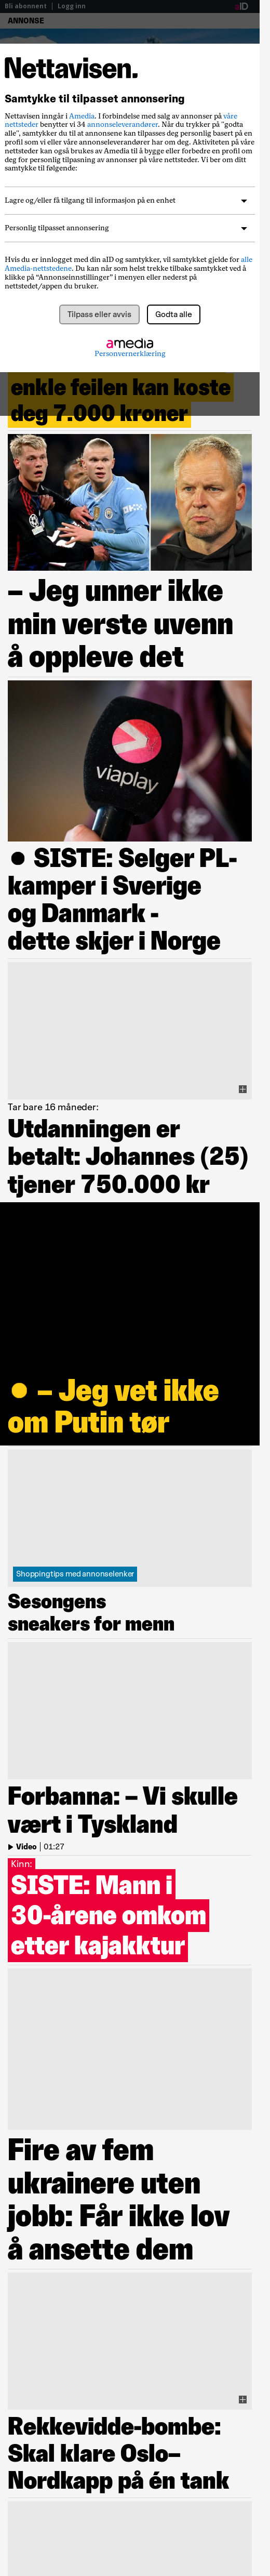 Bli abonnent | Logg inn
aID
ANNONSE
Nettavisen.
Samtykke til tilpasset annonsering
Nettavisen inngår i Amedia. I forbindelse med salg av annonser på våre
nettsteder benytter vi 34 annonseleverandører. Når du trykker på "godta
alle", samtykker du til at annonsene kan tilpasses deg personlig basert på en
profil som vi eller våre annonseleverandører har om deg. Aktiviteten på våre
nettsteder kan også brukes av Amedia til å bygge eller forbedre en profil om
deg for personlig tilpasning av annonser på våre nettsteder. Vi ber om ditt
samtykke til følgende:
Lagre og/eller få tilgang til informasjon på en enhet
Personlig tilpasset annonsering
Hvis du er innlogget med din aID og samtykker, vil samtykket gjelde for alle
Amedia-nettstedene. Du kan når som helst trekke tilbake samtykket ved å
klikke på “Annonseinnstillinger” i menyen eller nederst på
nettstedet/appen du bruker.
Tilpass eller avvis
Godta alle
amedia
Personvernerklæring
enkle feilen kan koste
deg 7.000 kroner
– Jeg unner ikke
min verste uvenn
å oppleve det
viaplay
● SISTE: Selger PL-
kamper i Sverige
og Danmark -
dette skjer i Norge
Tar bare 16 måneder:
Utdanningen er
betalt: Johannes (25)
tjener 750.000 kr
● – Jeg vet ikke
om Putin tør
Shoppingtips med annonselenker
Sesongens
sneakers for menn
Forbanna: – Vi skulle
vært i Tyskland
Video | 01:27
Kinn:
SISTE: Mann i
30-årene omkom
etter kajakktur
Fire av fem
ukrainere uten
jobb: Får ikke lov
å ansette dem
Rekkevidde-bombe:
Skal klare Oslo–
Nordkapp på én tank